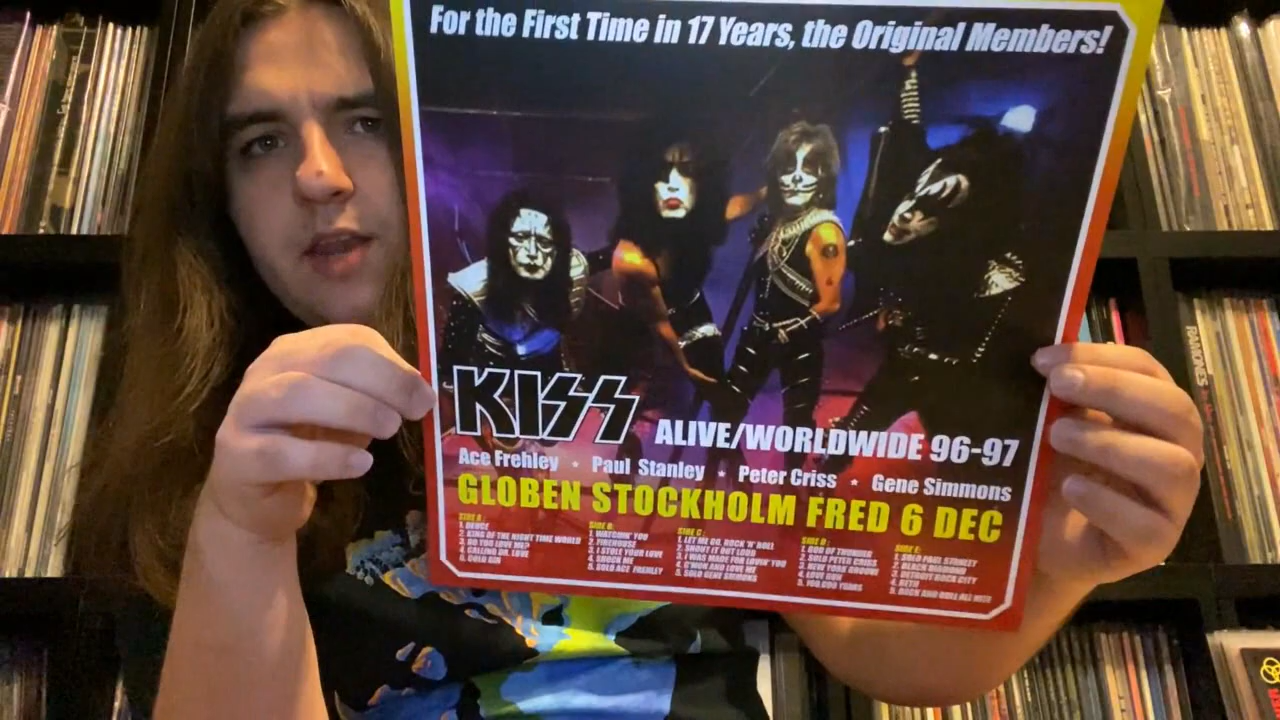 For the First Time in 17 Years, the Original Members!
KISS
ALIVE/WORLDWIDE 96-97
Ace Frehley * Paul Stanley * Peter Criss * Gene Simmons
GLOBEN STOCKHOLM FRED 6 DEC
SIDE A:
1. DEUCE
2. KING OF THE NIGHT TIME WORLD
3. DO YOU LOVE ME?
4. CALLING DR. LOVE
5. COLD GIN
SIDE B:
1. WATCHIN' YOU
2. FIREHOUSE
3. I STOLE YOUR LOVE
4. SHOCK ME
5. SOLO ACE FREHLEY
SIDE C:
1. LET ME GO, ROCK 'N' ROLL
2. SHOUT IT OUT LOUD
3. I WAS MADE FOR LOVIN' YOU
4. C'MON AND LOVE ME
5. SOLO GENE SIMMONS
SIDE D:
1. GOD OF THUNDER
2. SOLO PETER CRISS
3. NEW YORK GROOVE
4. LOVE GUN
5. 100,000 YEARS
SIDE E:
1. SOLO PAUL STANLEY
2. BLACK DIAMOND
3. DETROIT ROCK CITY
4. BETH
5. ROCK AND ROLL ALL NITE
RAMONES